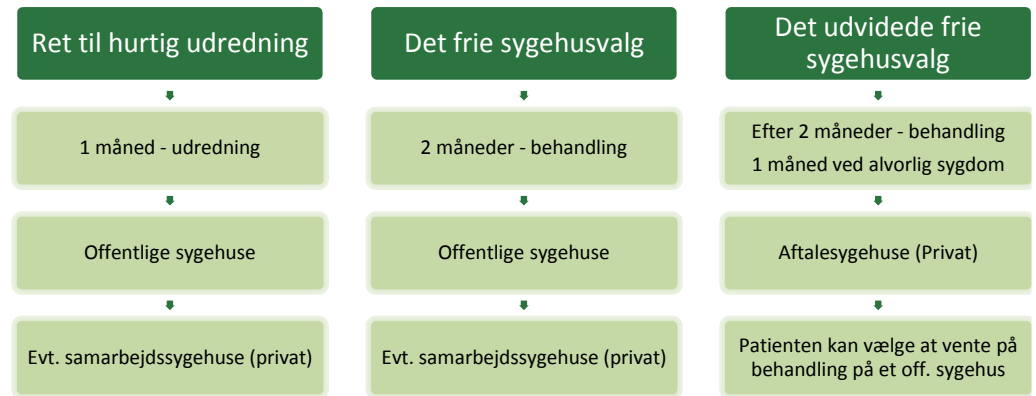 Ret til hurtig udredning
1 måned - udredning
Offentlige sygehuse
Evt. samarbejdssygehuse (privat)
Det frie sygehusvalg
2 måneder - behandling
Offentlige sygehuse
Evt. samarbejdssygehuse (privat)
Det udvidede frie
sygehusvalg
Efter 2 måneder - behandling
1 måned ved alvorlig sygdom
Aftalesygehuse (Privat)
Patienten kan vælge at vente på
behandling på et off. sygehus